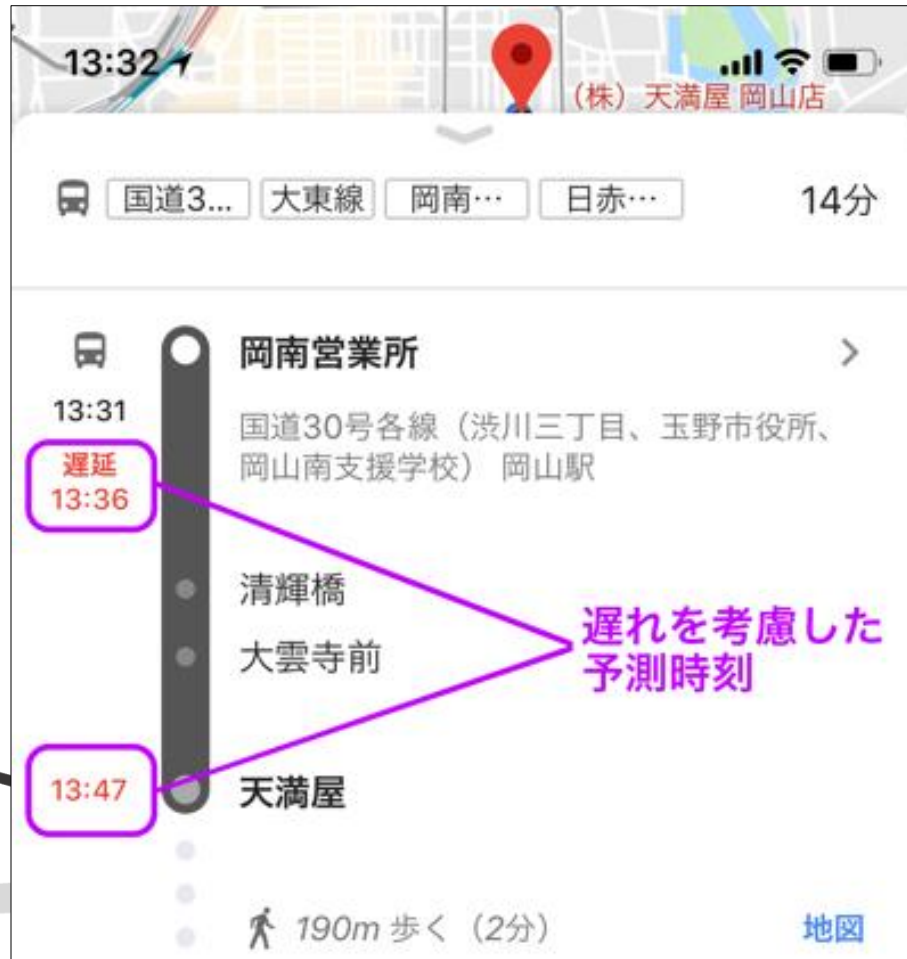 13:32
（株）天満屋 岡山店
国道3... 大東線 岡南… 日赤… 14分
岡南営業所
13:31
遅延
13:36
国道30号各線（渋川三丁目、玉野市役所、
岡山南支援学校） 岡山駅
清輝橋
大雲寺前
遅れを考慮した
予測時刻
13:47
天満屋
190m 歩く（2分）
地図